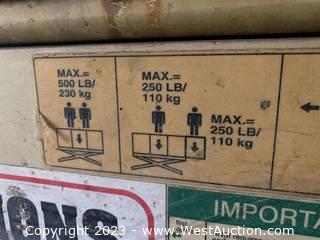 MAX.=
500 LB/
230 kg
MAX.=
250 LB/
110 kg
MAX.=
250 LB/
110 kg
IMPORTA
Copyright 2023 - WestAuction.com